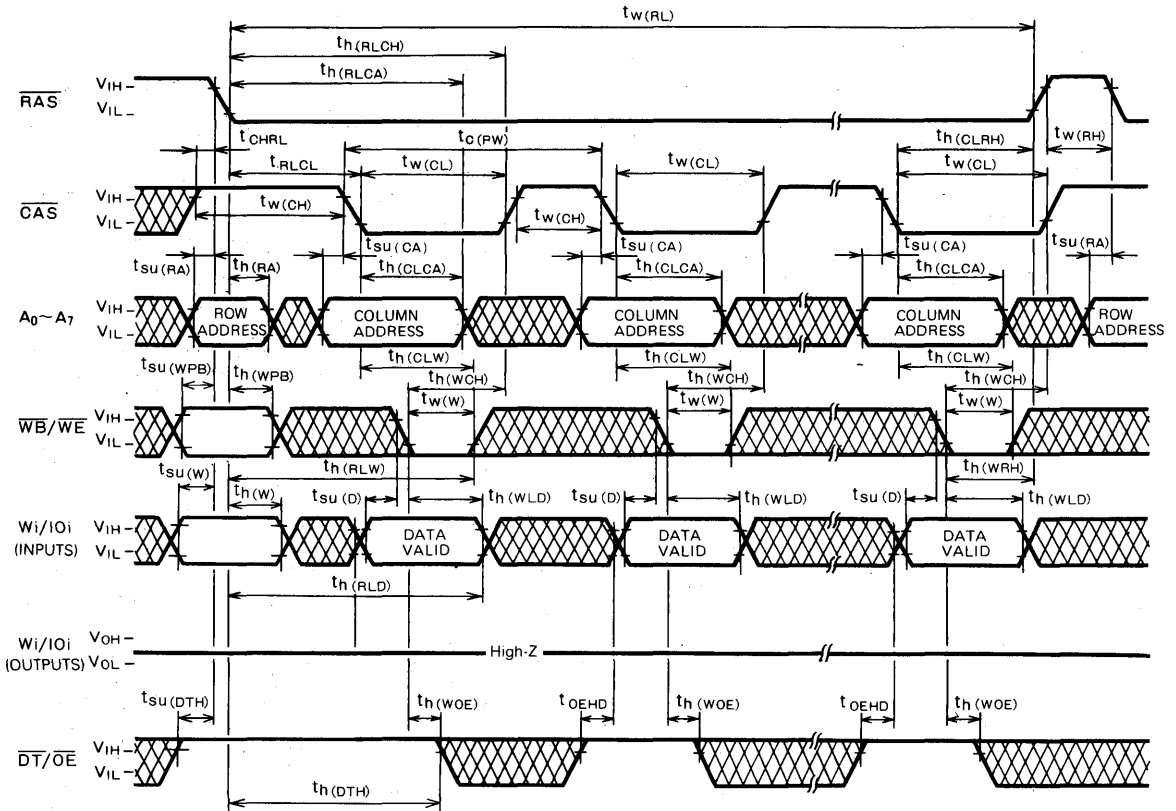 tw(RL)
th(RLCH)
th(RLCA)
RAS VIH VIL
tCHRL tC(PW) th(CLRH) tw(RH)
tRLCL tw(CL) tw(CL) tw(CL)
CAS VIH VIL
tw(CH) tw(CH)
tsu(CA) tsu(CA) tsu(CA)
tsu(RA) th(RA) th(CLCA) th(CLCA) th(CLCA) tsu(RA)
A0~A7 VIH VIL
ROW ADDRESS
COLUMN ADDRESS
COLUMN ADDRESS
COLUMN ADDRESS
ROW ADDRESS
th(CLW) th(CLW) th(CLW)
tsu(WPB) th(WPB) th(WCH) th(WCH) th(WCH)
tw(W) tw(W) tw(W)
WB/WE VIH VIL
tsu(W) th(RLW) th(WRH)
th(W) tsu(D) th(WLD) tsu(D) th(WLD) tsu(D) th(WLD)
Wi/IOi (INPUTS) VIH VIL
DATA VALID
DATA VALID
DATA VALID
th(RLD)
Wi/IOi (OUTPUTS) VOH VOL
High-Z
tsu(DTH) th(WOE) tOEHD th(WOE) tOEHD th(WOE)
DT/OE VIH VIL
th(DTH)